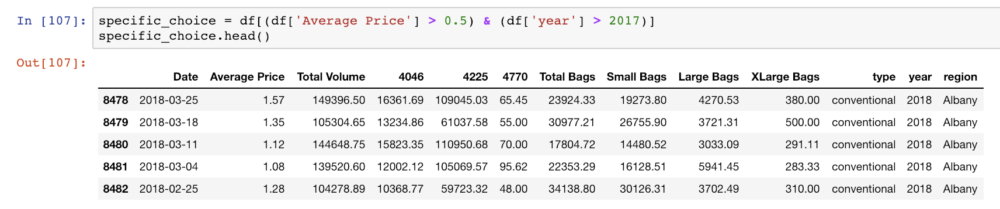 In [107]: specific_choice = df[(df['Average Price'] > 0.5) & (df['year'] > 2017)]
specific_choice.head()
Out[107]:
Date Average Price Total Volume 4046 4225 4770 Total Bags Small Bags Large Bags XLarge Bags type year region
8478 2018-03-25 1.57 149396.50 16361.69 109045.03 65.45 23924.33 19273.80 4270.53 380.00 conventional 2018 Albany
8479 2018-03-18 1.35 105304.65 13234.86 61037.58 55.00 30977.21 26755.90 3721.31 500.00 conventional 2018 Albany
8480 2018-03-11 1.12 144648.75 15823.35 110950.68 70.00 17804.72 14480.52 3033.09 291.11 conventional 2018 Albany
8481 2018-03-04 1.08 139520.60 12002.12 105069.57 95.62 22353.29 16128.51 5941.45 283.33 conventional 2018 Albany
8482 2018-02-25 1.28 104278.89 10368.77 59723.32 48.00 34138.80 30126.31 3702.49 310.00 conventional 2018 Albany